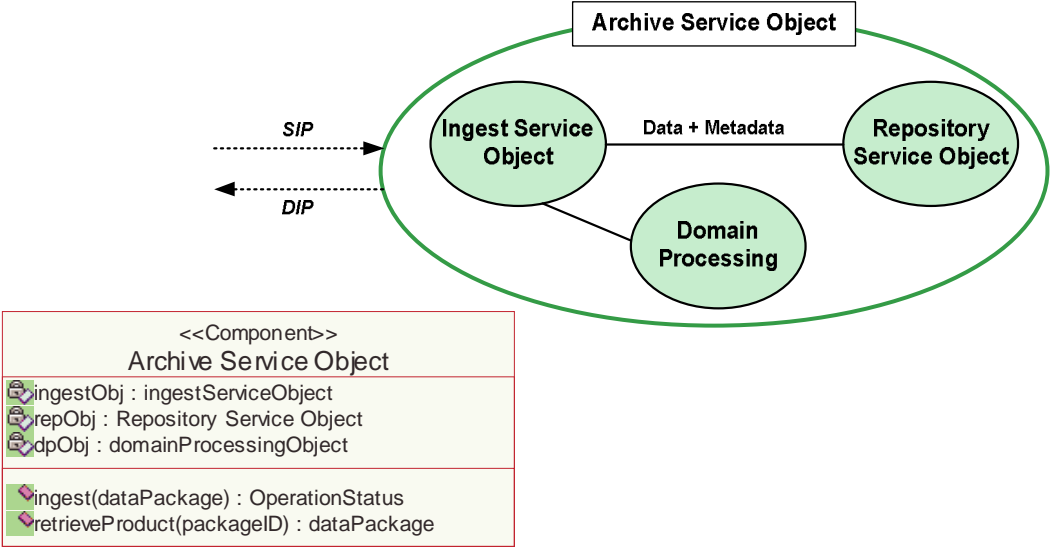 Archive Service Object
Ingest Service
Object
Data + Metadata
Repository
Service Object
SIP
DIP
Domain
Processing
<<Component>>
Archive Service Object
ingestObj : ingestServiceObject
repObj : Repository Service Object
dpObj : domainProcessingObject
ingest(dataPackage) : OperationStatus
retrieveProduct(packageID) : dataPackage